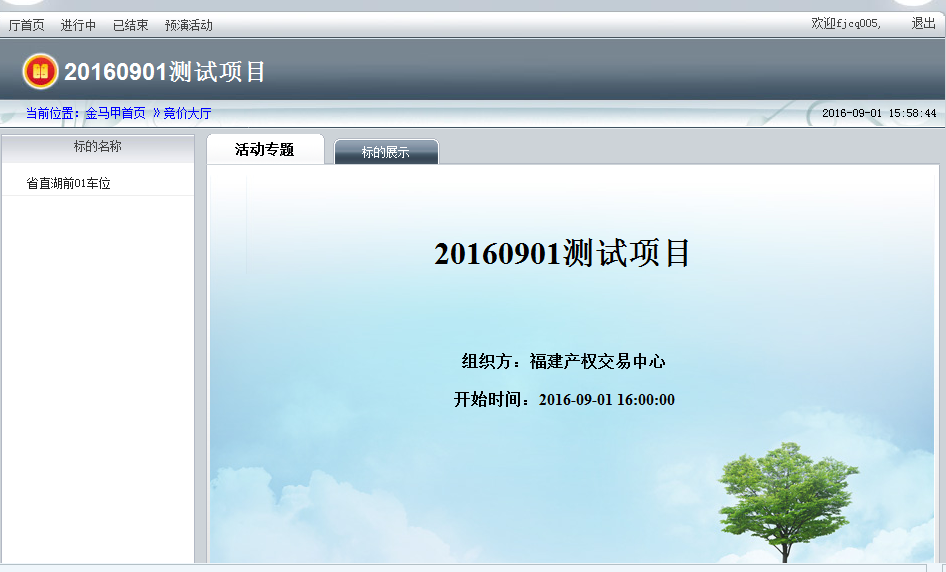 厅首页 进行中 已结束 预演活动 欢迎fjcq005, 退出
20160901测试项目
当前位置：金马甲首页 》竞价大厅 2016-09-01 15:58:44
标的名称 活动专题 标的展示
省直湖前01车位
20160901测试项目
组织方：福建产权交易中心
开始时间：2016-09-01 16:00:00